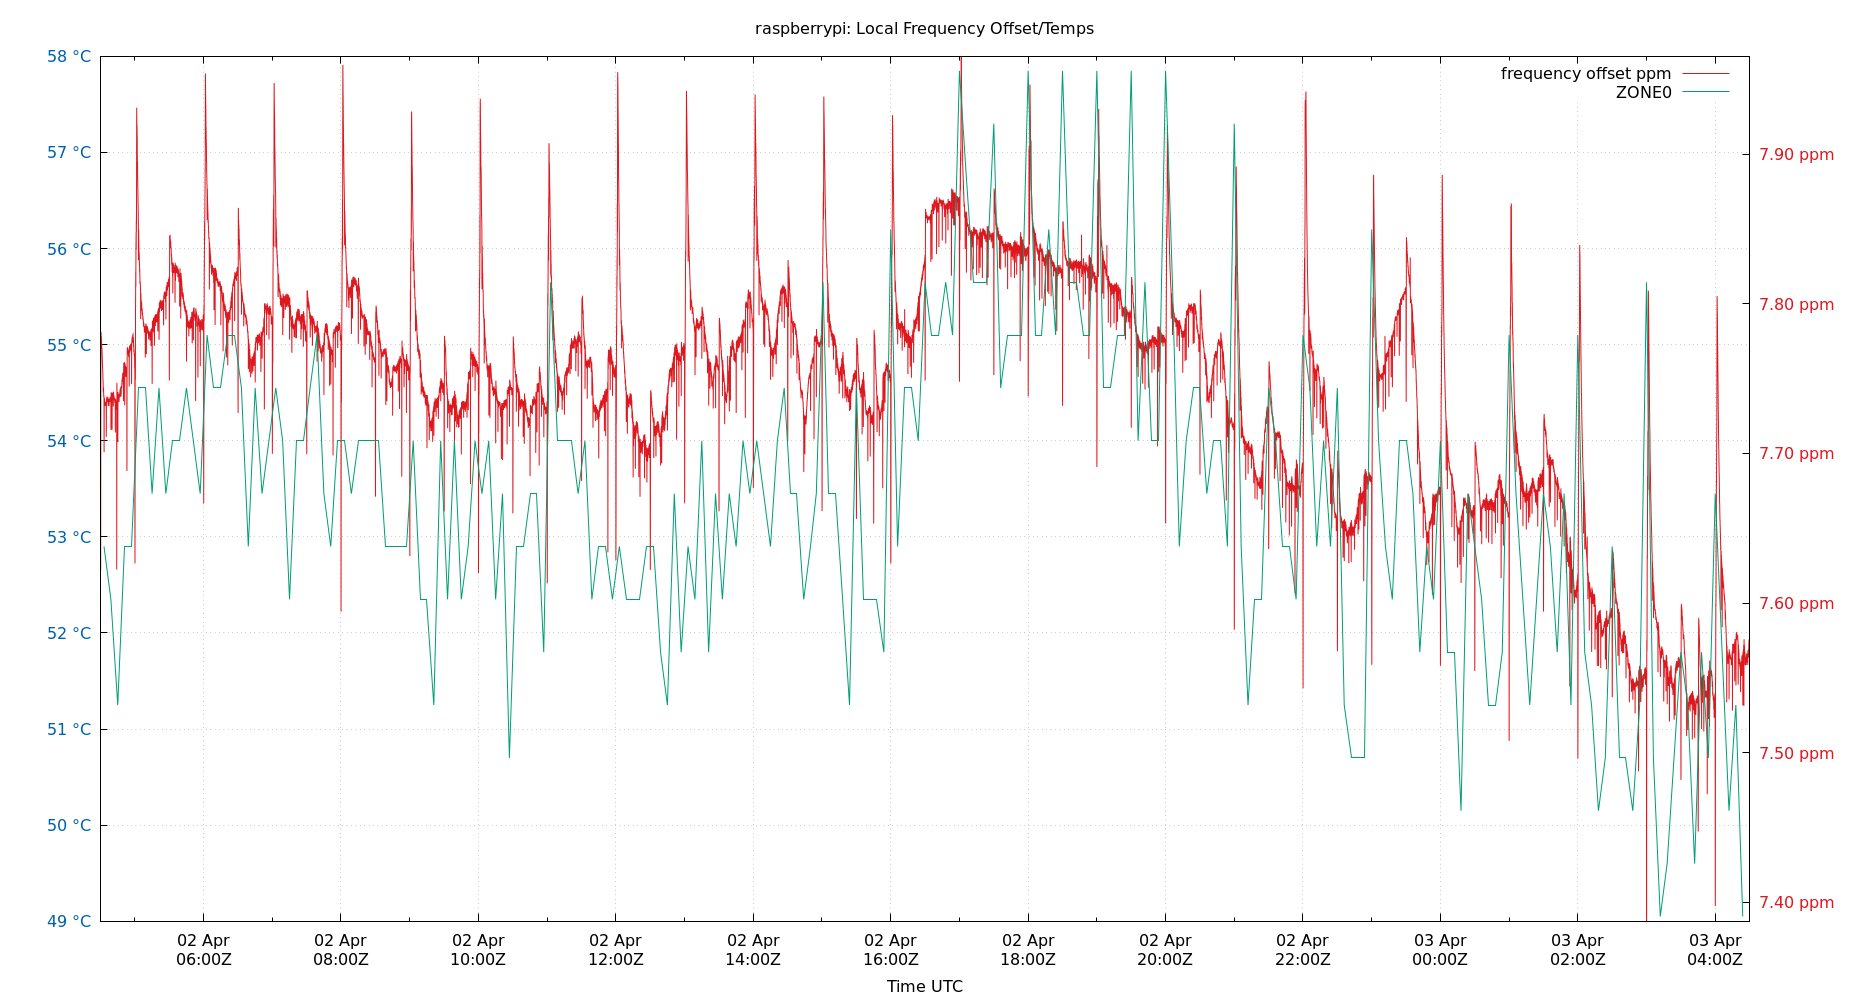 raspberrypi: Local Frequency Offset/Temps
frequency offset ppm
ZONE0
58 °C
57 °C
56 °C
55 °C
54 °C
53 °C
52 °C
51 °C
50 °C
49 °C
7.90 ppm
7.80 ppm
7.70 ppm
7.60 ppm
7.50 ppm
7.40 ppm
02 Apr
06:00Z
02 Apr
08:00Z
02 Apr
10:00Z
02 Apr
12:00Z
02 Apr
14:00Z
02 Apr
16:00Z
02 Apr
18:00Z
02 Apr
20:00Z
02 Apr
22:00Z
03 Apr
00:00Z
03 Apr
02:00Z
03 Apr
04:00Z
Time UTC